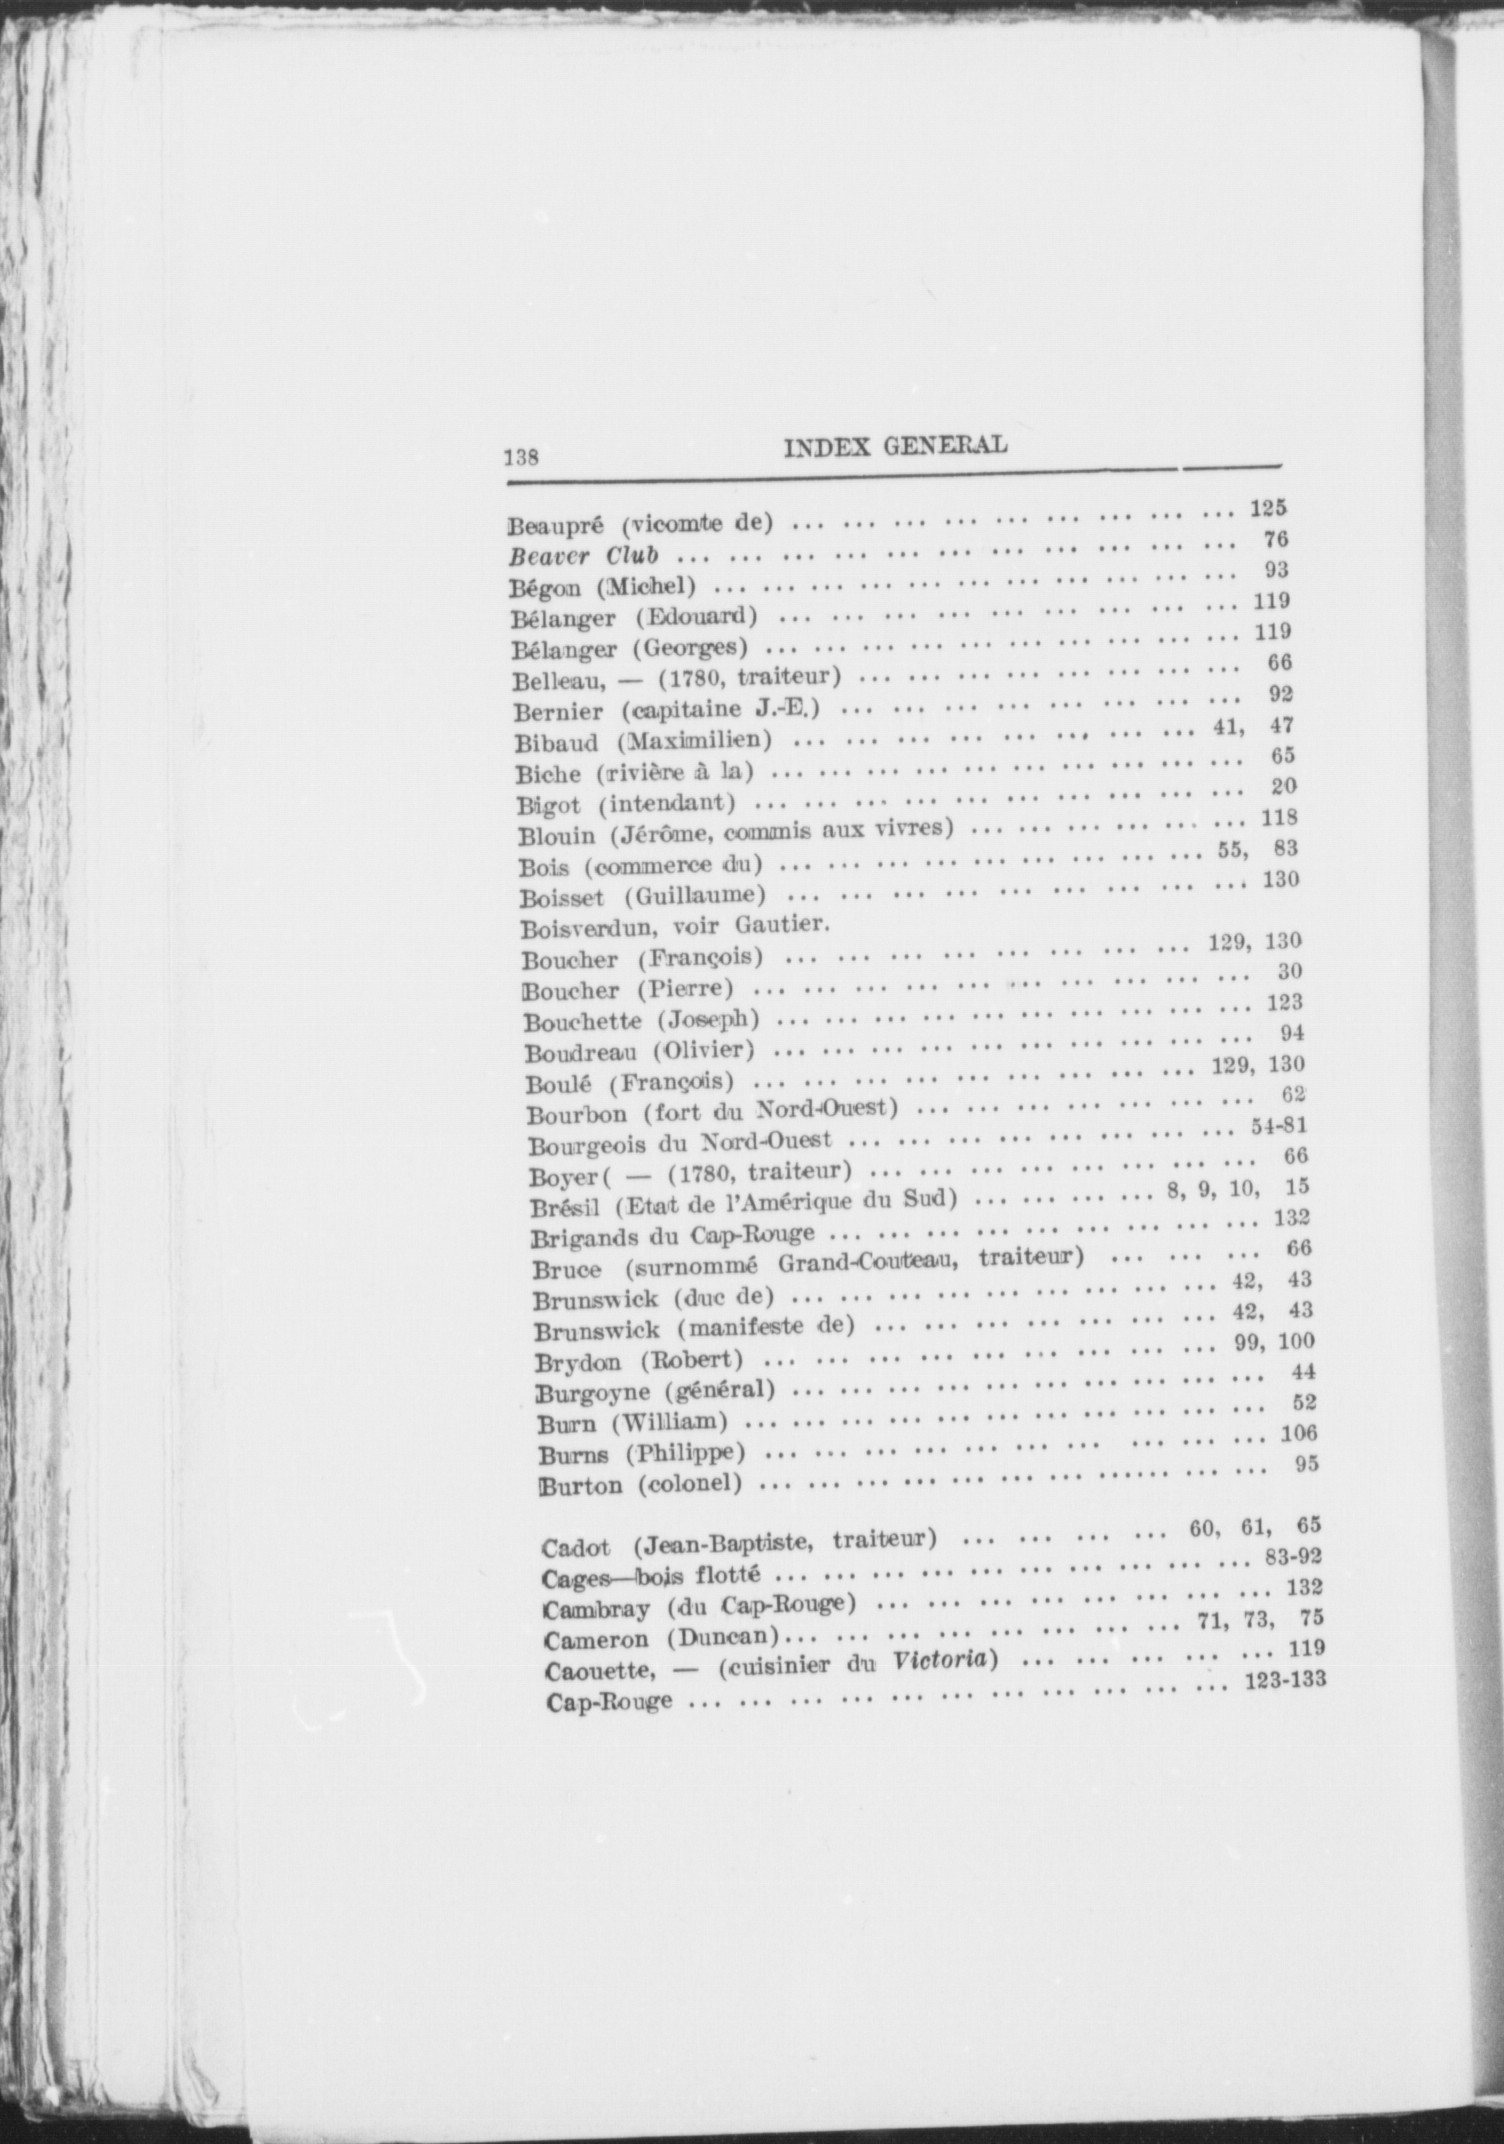 138 INDEX GENERAL
Beaupré (vicomte de) ... ... ... ... ... ... ... ... ... 125
Beaver Club ... ... ... ... ... ... ... ... ... ... ... 76
Bégon (Michel) ... ... ... ... ... ... ... ... ... ... ... 93
Bélanger (Edouard) ... ... ... ... ... ... ... ... ... 119
Bélanger (Georges) ... ... ... ... ... ... ... ... ... ... 119
Belleau, — (1780, traiteur) ... ... ... ... ... ... ... ... 66
Bernier (capitaine J.-E.) ... ... ... ... ... ... ... ... 92
Bibaud (Maximilien) ... ... ... ... ... ... ... ... 41, 47
Biche (rivière à la) ... ... ... ... ... ... ... ... ... ... 65
Bigot (intendant) ... ... ... ... ... ... ... ... ... ... 20
Blouin (Jérôme, commis aux vivres) ... ... ... ... ... ... 118
Bois (commerce du) ... ... ... ... ... ... ... ... ... 55, 83
Boisset (Guillaume) ... ... ... ... ... ... ... ... ... 130
Boisverdun, voir Gautier.
Boucher (François) ... ... ... ... ... ... ... ... 129, 130
Boucher (Pierre) ... ... ... ... ... ... ... ... ... ... 30
Bouchette (Joseph) ... ... ... ... ... ... ... ... ... ... 123
Boudreau (Olivier) ... ... ... ... ... ... ... ... ... ... 94
Boulé (François) ... ... ... ... ... ... ... ... ... 129, 130
Bourbon (fort du Nord-Ouest) ... ... ... ... ... ... ... 62
Bourgeois du Nord-Ouest ... ... ... ... ... ... ... ... 54-81
Boyer( — (1780, traiteur) ... ... ... ... ... ... ... ... 66
Brésil (Etat de l'Amérique du Sud) ... ... ... ... 8, 9, 10, 15
Brigands du Cap-Rouge ... ... ... ... ... ... ... ... ... 132
Bruce (surnommé Grand-Couteau, traiteur) ... ... ... 66
Brunswick (duc de) ... ... ... ... ... ... ... ... ... 42, 43
Brunswick (manifeste de) ... ... ... ... ... ... ... 42, 43
Brydon (Robert) ... ... ... ... ... ... ... ... ... 99, 100
Burgoyne (général) ... ... ... ... ... ... ... ... ... ... 44
Burn (William) ... ... ... ... ... ... ... ... ... ... ... 52
Burns (Philippe) ... ... ... ... ... ... ... ... ... ... 106
Burton (colonel) ... ... ... ... ... ... ... ...... ... ... 95
Cadot (Jean-Baptiste, traiteur) ... ... ... ... 60, 61, 65
Cages—bois flotté ... ... ... ... ... ... ... ... ... ... 83-92
Cambray (du Cap-Rouge) ... ... ... ... ... ... ... ... 132
Cameron (Duncan)... ... ... ... ... ... ... ... 71, 73, 75
Caouette, — (cuisinier du Victoria) ... ... ... ... ... ... 119
Cap-Rouge ... ... ... ... ... ... ... ... ... ... ... 123-133